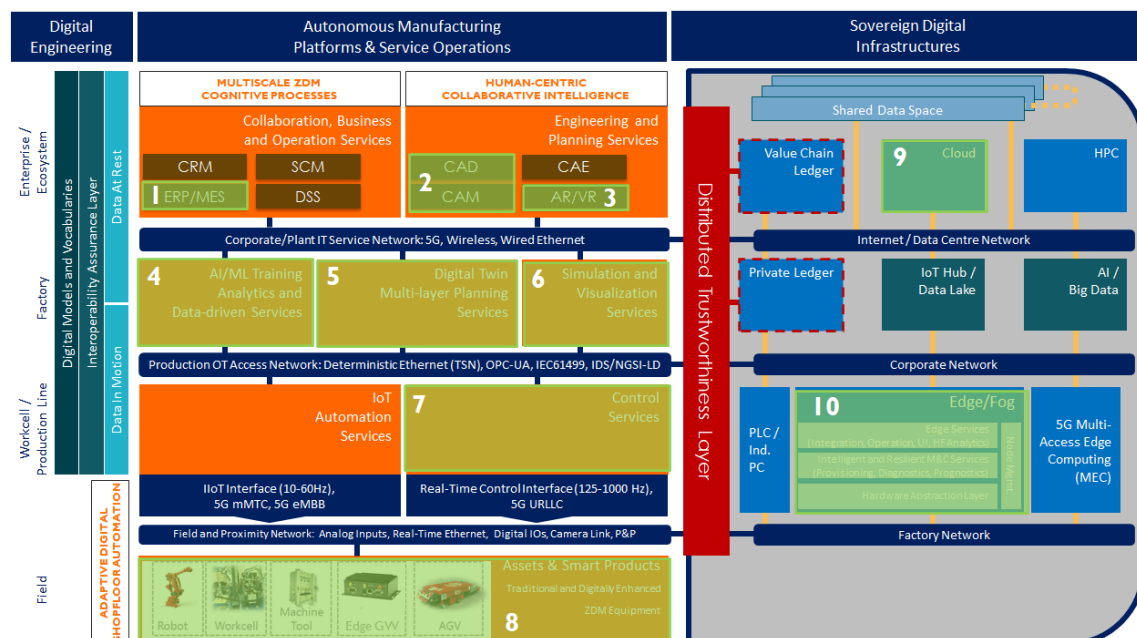 Digital
Engineering
Autonomous Manufacturing
Platforms & Service Operations
Sovereign Digital
Infrastructures
Enterprise /
Ecosystem
Factory
Workcell /
Production Line
Field
Digital Models and Vocabularies
Interoperability Assurance Layer
Data At Rest
Data In Motion
ADAPTIVE DIGITAL
SHOPFLOOR AUTOMATION
MULTISCALE ZDM
COGNITIVE PROCESSES
HUMAN-CENTRIC
COLLABORATIVE INTELLIGENCE
Collaboration, Business
and Operation Services
CRM
SCM
1 ERP/MES
DSS
Engineering and
Planning Services
2
CAD
CAE
CAM
AR/VR 3
Corporate/Plant IT Service Network: 5G, Wireless, Wired Ethernet
4
AI/ML Training
Analytics and
Data-driven Services
5
Digital Twin
Multi-layer Planning
Services
6
Simulation and
Visualization
Services
Production OT Access Network: Deterministic Ethernet (TSN), OPC-UA, IEC61499, IDS/NGSI-LD
IoT
Automation
Services
7
Control
Services
IIoT Interface (10-60Hz),
5G mMTC, 5G eMBB
Real-Time Control Interface (125-1000 Hz),
5G URLLC
Field and Proximity Network: Analog Inputs, Real-Time Ethernet, Digital IOs, Camera Link, P&P
Robot
Workcell
Machine
Tool
Edge GW
AGV
Assets & Smart Products
Traditional and Digitally Enhanced
ZDM Equipment
8
Distributed Trustworthiness Layer
Shared Data Space
Value Chain
Ledger
9
Cloud
HPC
Internet / Data Centre Network
Private Ledger
IoT Hub /
Data Lake
AI /
Big Data
Corporate Network
PLC /
Ind.
PC
10
Edge/Fog
Edge Services
(Integration, Operation, UI, HF Analytics)
Intelligent and Resilient M&C Services
(Provisioning, Diagnostics, Prognostics)
Hardware Abstraction Layer
Node Mgmt
5G Multi-
Access Edge
Computing
(MEC)
Factory Network